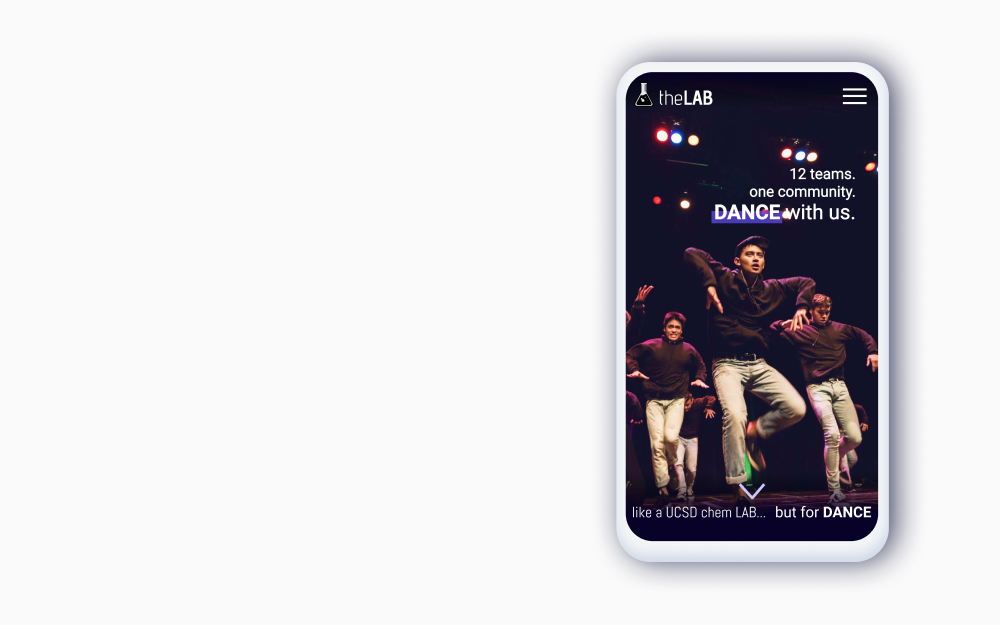 theLAB
12 teams.
one community.
DANCE with us.
like a UCSD chem LAB... but for DANCE